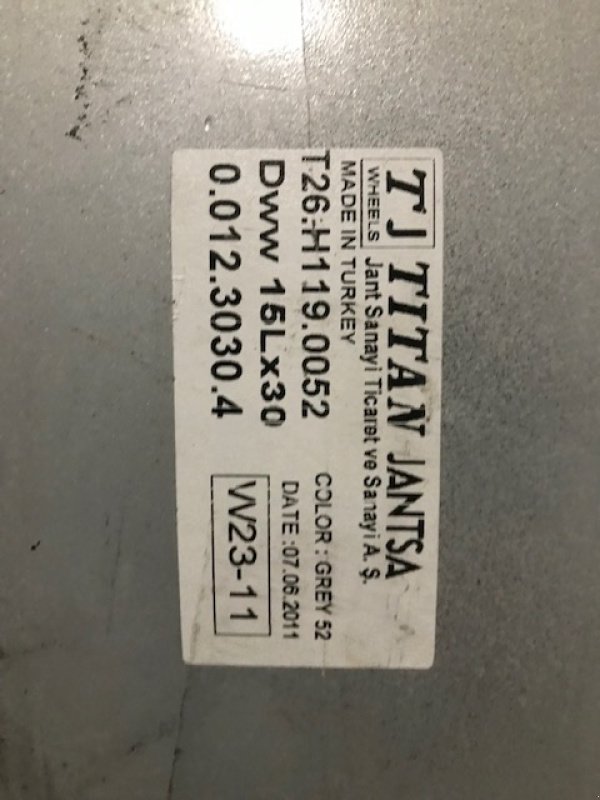 TJ TITAN JANTSA
WHEELS Jant Sanayi Ticaret ve Sanayi A. Ş.
MADE IN TURKEY
T26.H119.0052 COLOR : GREY 52
Dww 15Lx30 DATE :07.06.2011
0.012.3030.4 W23-11